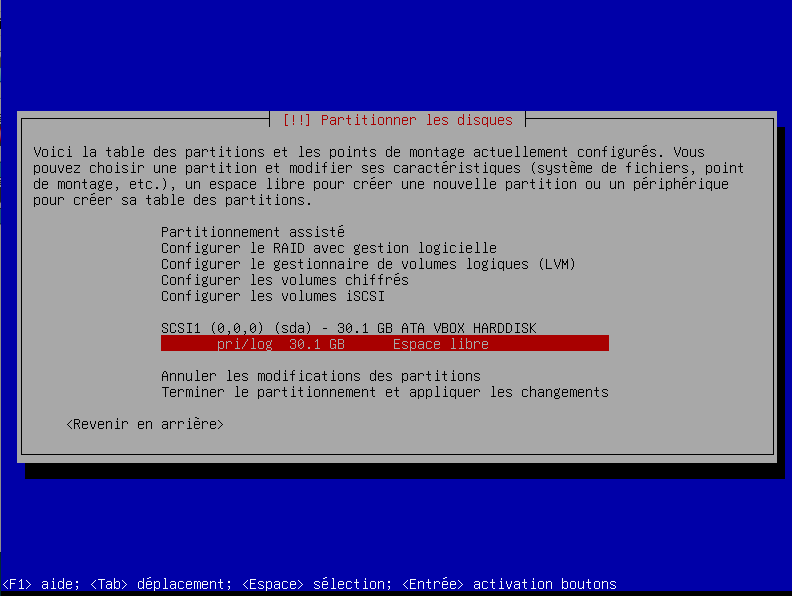 [!!] Partitionner les disques
Voici la table des partitions et les points de montage actuellement configurés. Vous
pouvez choisir une partition et modifier ses caractéristiques (système de fichiers, point
de montage, etc.), un espace libre pour créer une nouvelle partition ou un périphérique
pour créer sa table des partitions.
Partitionnement assisté
Configurer le RAID avec gestion logicielle
Configurer le gestionnaire de volumes logiques (LVM)
Configurer les volumes chiffrés
Configurer les volumes iSCSI
SCSI1 (0,0,0) (sda) - 30.1 GB ATA VBOX HARDDISK
pri/log 30.1 GB Espace libre
Annuler les modifications des partitions
Terminer le partitionnement et appliquer les changements
<Revenir en arrière>
<F1> aide; <Tab> déplacement; <Espace> sélection; <Entrée> activation boutons